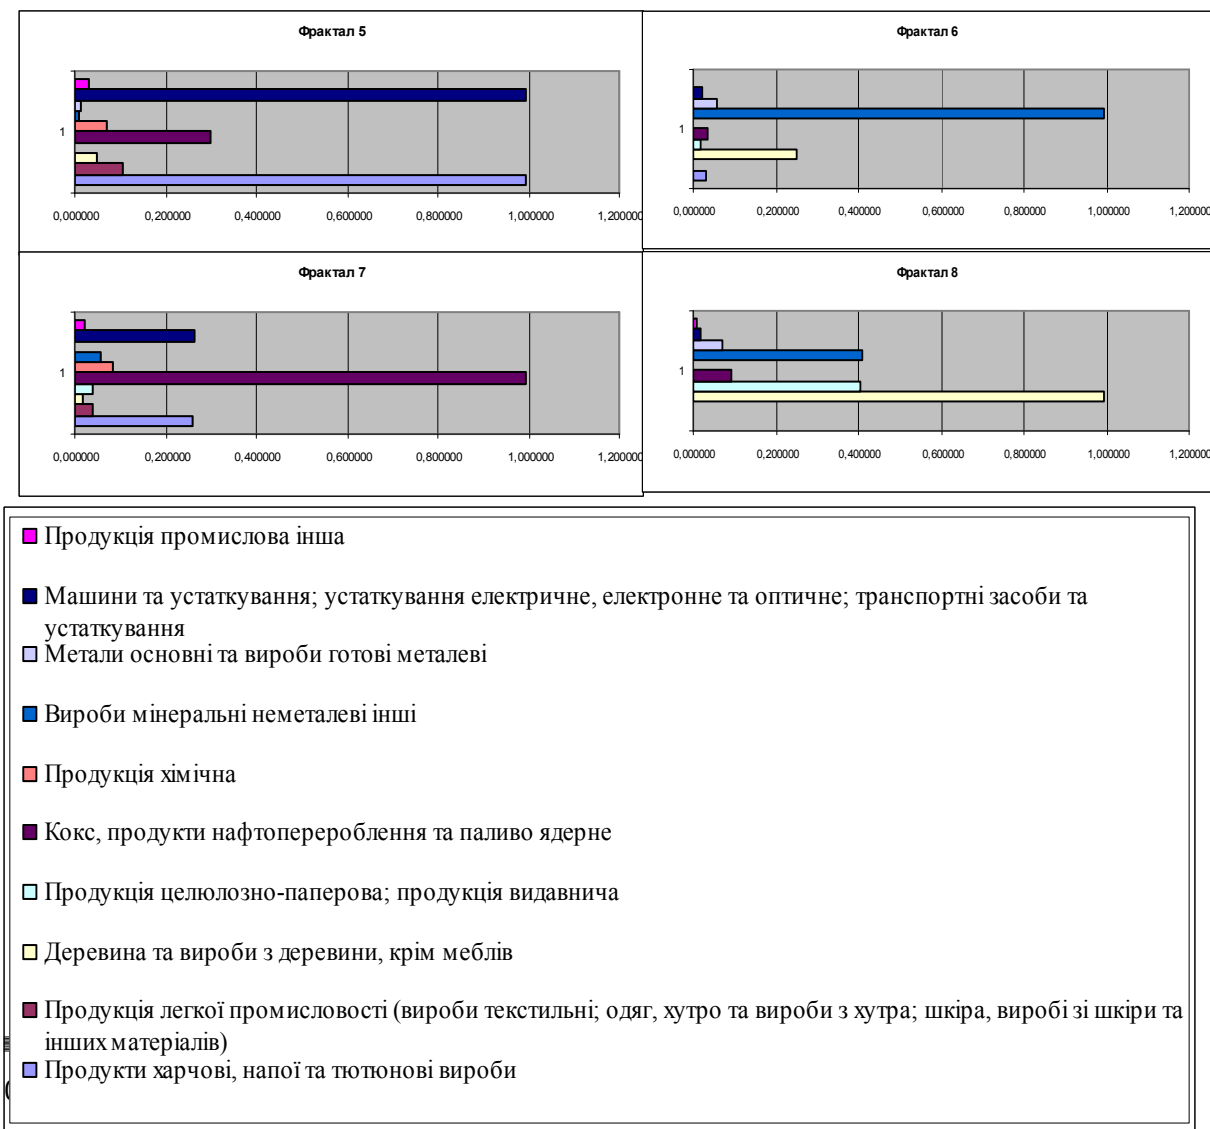 Фрактал 5
1
0,000000 0,200000 0,400000 0,600000 0,800000 1,000000 1,200000
Фрактал 6
1
0,000000 0,200000 0,400000 0,600000 0,800000 1,000000 1,200000
Фрактал 7
1
0,000000 0,200000 0,400000 0,600000 0,800000 1,000000 1,200000
Фрактал 8
1
0,000000 0,200000 0,400000 0,600000 0,800000 1,000000 1,200000
Продукція промислова інша
Машини та устаткування; устаткування електричне, електронне та оптичне; транспортні засоби та
устаткування
Метали основні та вироби готові металеві
Вироби мінеральні неметалеві інші
Продукція хімічна
Кокс, продукти нафтоперероблення та паливо ядерне
Продукція целюлозно-паперова; продукція видавнича
Деревина та вироби з деревини, крім меблів
Продукція легкої промисловості (вироби текстильні; одяг, хутро та вироби з хутра; шкіра, виробі зі шкіри та
інших матеріалів)
Продукти харчові, напої та тютюнові вироби